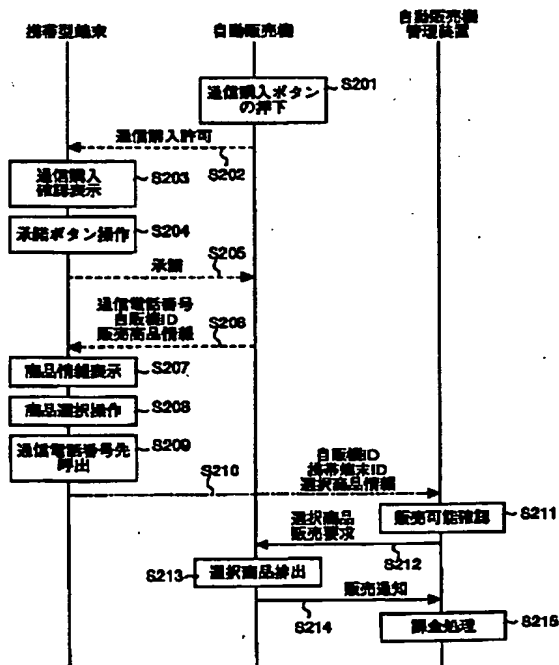 携帯型端末
自動販売機
自動販売機
管理装置
通信購入ボタン
の押下
S201
通信購入許可
S202
通信購入
確認表示
S203
承諾ボタン操作
S204
承諾
S205
通信電話番号
自販機ID
販売商品情報
S206
商品情報表示
S207
商品選択操作
S208
通信電話番号先
呼出
S209
自販機ID
携帯端末ID
選択商品情報
S210
販売可能確認
S211
選択商品
販売要求
S212
選択商品排出
S213
販売通知
S214
課金処理
S215